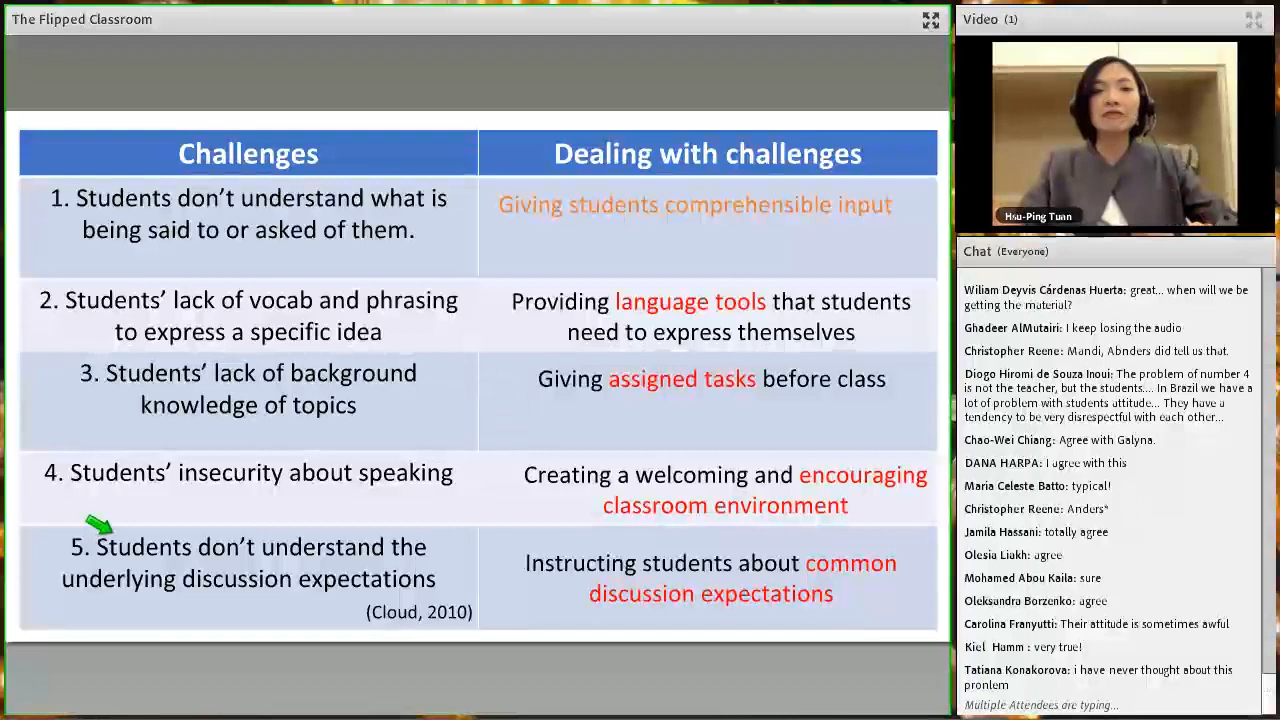 The Flipped Classroom
Challenges
Dealing with challenges
1. Students don't understand what is
being said to or asked of them.
Giving students comprehensible input
2. Students' lack of vocab and phrasing
to express a specific idea
Providing language tools that students
need to express themselves
3. Students' lack of background
knowledge of topics
Giving assigned tasks before class
4. Students' insecurity about speaking
Creating a welcoming and encouraging
classroom environment
5. Students don't understand the
underlying discussion expectations
(Cloud, 2010)
Instructing students about common
discussion expectations
Video (1)
Hsu-Ping Tuan
Chat (Everyone)
Wiliam Deyvis Cárdenas Huerta: great... when will we be
getting the material?
Ghadeer AlMutairi: I keep losing the audio
Christopher Reene: Mandi, Abnders did tell us that.
Diogo Hiromi de Souza Inoui: The problem of number 4
is not the teacher, but the students.... In Brazil we have a
lot of problem with students attitude... They have a
tendency to be very disrespectful with each other...
Chao-Wei Chiang: Agree with Galyna.
DANA HARPA: I agree with this
Maria Celeste Batto: typical!
Christopher Reene: Anders*
Jamila Hassani: totally agree
Olesia Liakh: agree
Mohamed Abou Kaila: sure
Oleksandra Borzenko: agree
Carolina Franyutti: Their attitude is sometimes awful
Kiel Hamm : very true!
Tatiana Konakorova: i have never thought about this
pronlem
Multiple Attendees are typing...